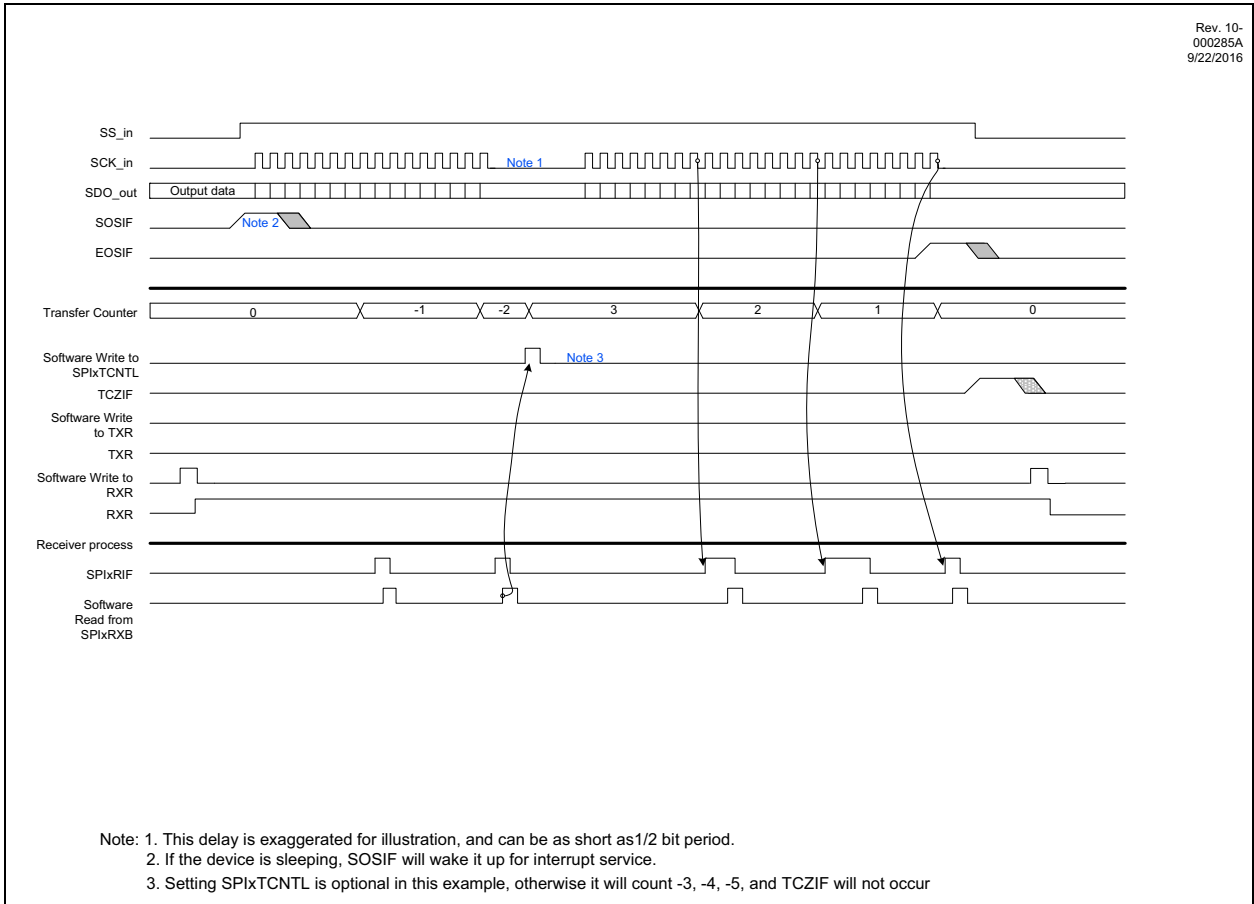 Rev. 10-
000285A
9/22/2016
SS_in
SCK_in
Note 1
SDO_out
Output data
SOSIF
Note 2
EOSIF
Transfer Counter
0
-1
-2
3
2
1
0
Software Write to
SPIxTCNTL
Note 3
TCZIF
Software Write
to TXR
TXR
Software Write to
RXR
RXR
Receiver process
SPIxRIF
Software
Read from
SPIxRXB
Note: 1. This delay is exaggerated for illustration, and can be as short as1/2 bit period.
2. If the device is sleeping, SOSIF will wake it up for interrupt service.
3. Setting SPIxTCNTL is optional in this example, otherwise it will count -3, -4, -5, and TCZIF will not occur